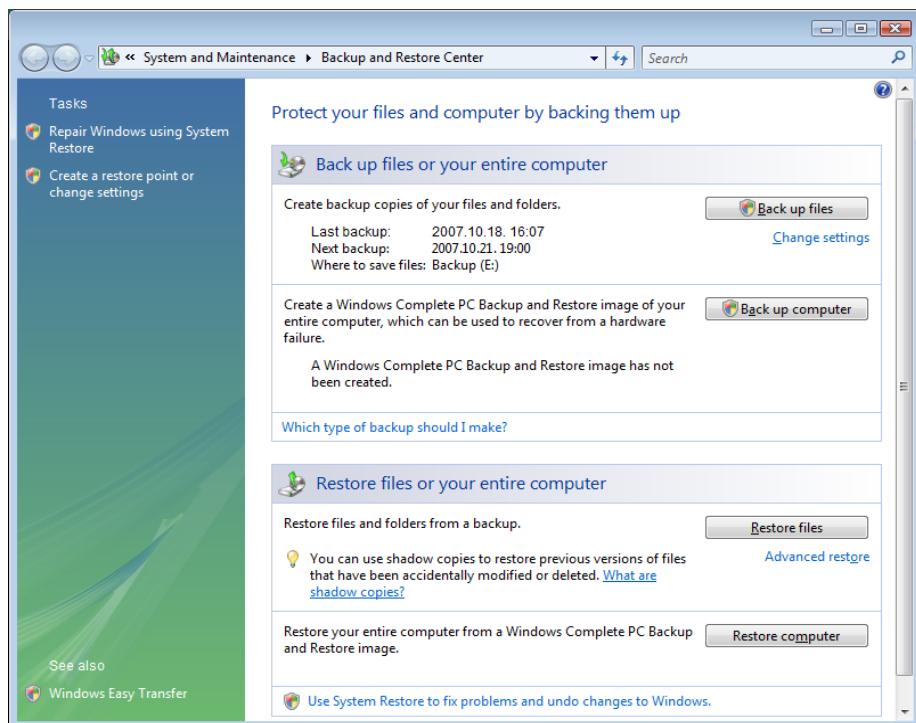 « System and Maintenance ▸ Backup and Restore Center
Search
Tasks
Repair Windows using System
Restore
Create a restore point or
change settings
See also
Windows Easy Transfer
Protect your files and computer by backing them up
Back up files or your entire computer
Create backup copies of your files and folders.
Back up files
Last backup: 2007.10.18. 16:07
Change settings
Next backup: 2007.10.21. 19:00
Where to save files: Backup (E:)
Create a Windows Complete PC Backup and Restore image of your
entire computer, which can be used to recover from a hardware
failure.
Back up computer
A Windows Complete PC Backup and Restore image has not
been created.
Which type of backup should I make?
Restore files or your entire computer
Restore files and folders from a backup.
Restore files
You can use shadow copies to restore previous versions of files
that have been accidentally modified or deleted. What are
shadow copies?
Advanced restore
Restore your entire computer from a Windows Complete PC Backup
and Restore image.
Restore computer
Use System Restore to fix problems and undo changes to Windows.